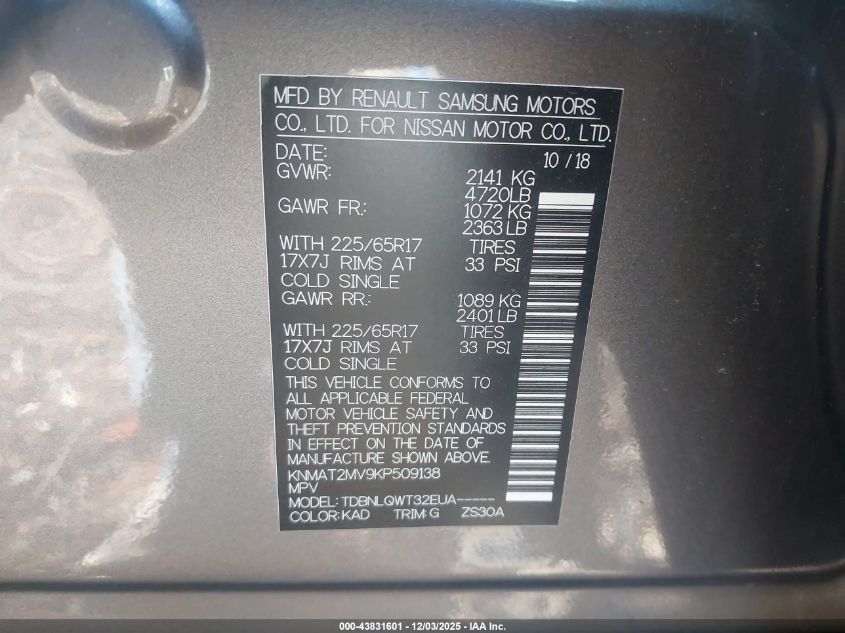 MFD BY RENAULT SAMSUNG MOTORS
CO., LTD. FOR NISSAN MOTOR CO., LTD.
DATE: 10 / 18
GVWR: 2141 KG
4720LB
GAWR FR.: 1072 KG
2363 LB
WITH 225/65R17 TIRES
17X7J RIMS AT 33 PSI
COLD SINGLE
GAWR RR.: 1089 KG
2401 LB
WITH 225/65R17 TIRES
17X7J RIMS AT 33 PSI
COLD SINGLE
THIS VEHICLE CONFORMS TO
ALL APPLICABLE FEDERAL
MOTOR VEHICLE SAFETY AND
THEFT PREVENTION STANDARDS
IN EFFECT ON THE DATE OF
MANUFACTURE SHOWN ABOVE.
KNMAT2MV9KP509138
MPV
MODEL: TDBNLQWT32EUA-----
COLOR: KAD TRIM: G ZS30A
000-43831601 - 12/03/2025 - IAA Inc.